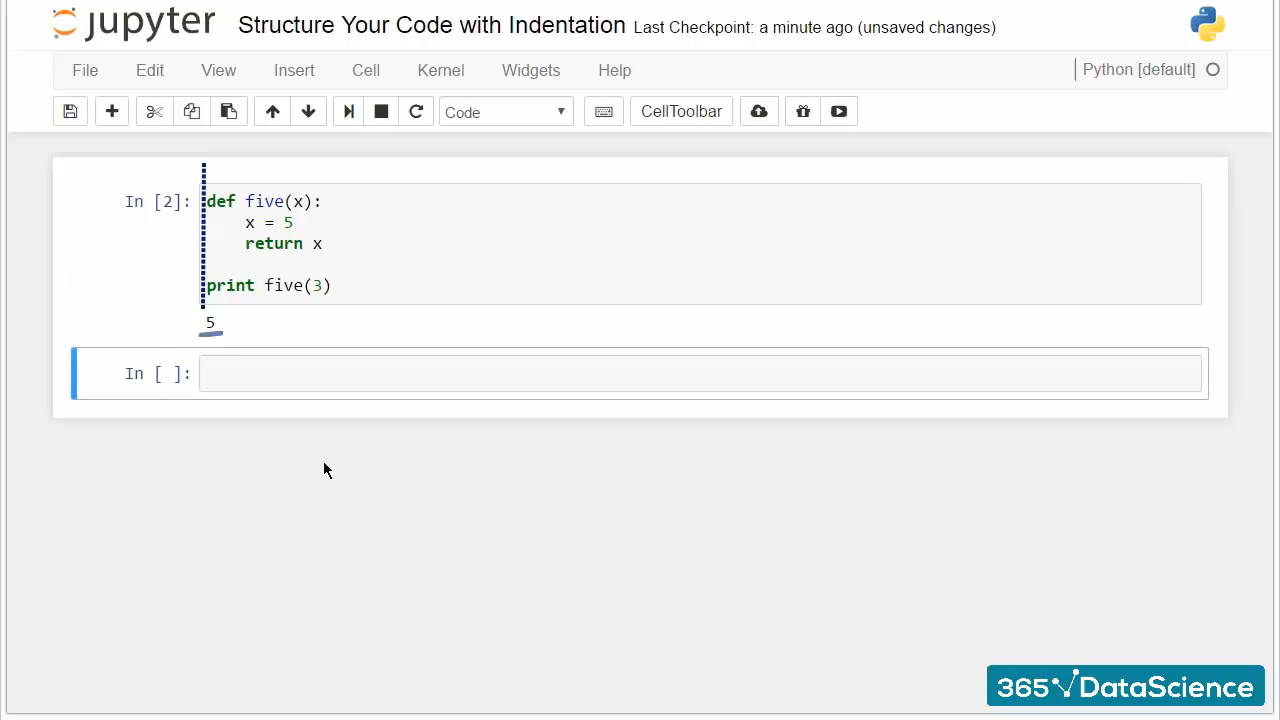 jupyter Structure Your Code with Indentation Last Checkpoint: a minute ago (unsaved changes)
File Edit View Insert Cell Kernel Widgets Help Python [default]
Code CellToolbar
In [2]: def five(x):
    x = 5
    return x
print five(3)
5
In [ ]:
365 DataScience